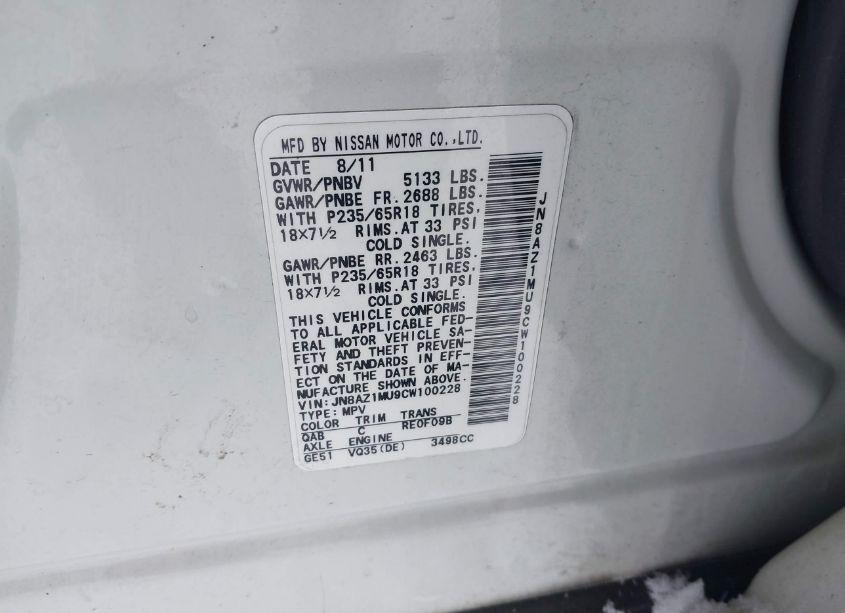 MFD BY NISSAN MOTOR CO.,LTD.
DATE 8/11
GVWR/PNBV 5133 LBS.
GAWR/PNBE FR. 2688 LBS.
WITH P235/65R18 TIRES,
18×7½ RIMS. AT 33 PSI
COLD SINGLE.
GAWR/PNBE RR. 2463 LBS.
WITH P235/65R18 TIRES,
18×7½ RIMS. AT 33 PSI
COLD SINGLE.
THIS VEHICLE CONFORMS
TO ALL APPLICABLE FED-
ERAL MOTOR VEHICLE SA-
FETY AND THEFT PREVEN-
TION STANDARDS IN EFF-
ECT ON THE DATE OF MA-
NUFACTURE SHOWN ABOVE.
VIN: JN8AZ1MU9CW100228
TYPE: MPV
COLOR TRIM TRANS
QAB C RE0F09B
AXLE ENGINE
GE51 VQ35(DE) 3498CC
JN8AZ1MU9CW100228